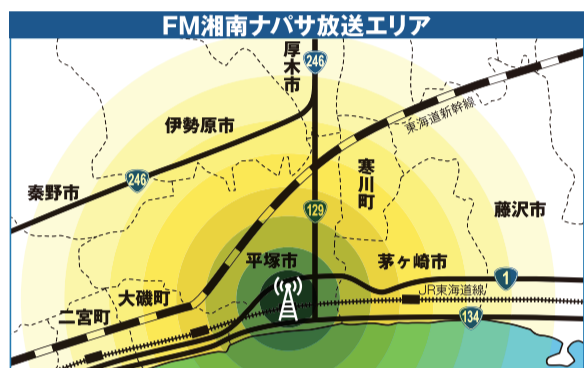 FM湘南ナパサ放送エリア
厚木市
246
伊勢原市
東海道新幹線
246
秦野市
寒川町
129
藤沢市
平塚市
茅ヶ崎市
1
大磯町
JR東海道線
二宮町
134